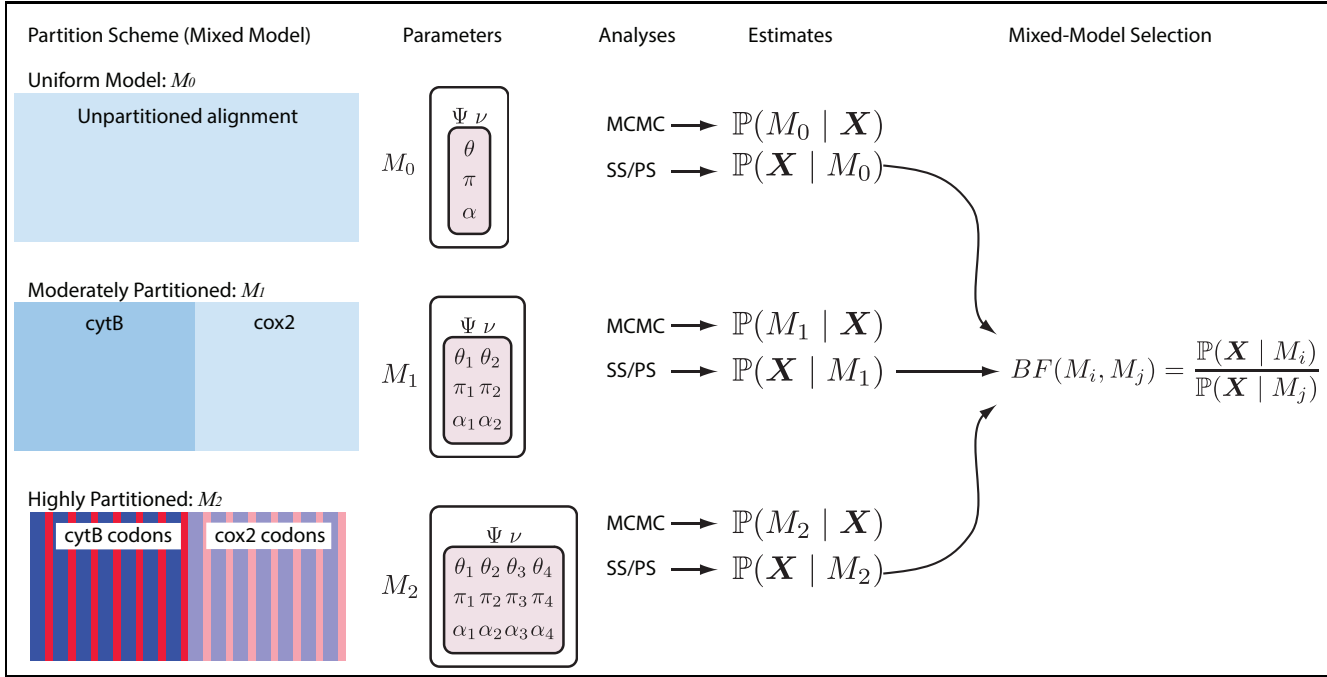 Partition Scheme (Mixed Model) Parameters Analyses Estimates Mixed-Model Selection
Uniform Model: M0
Unpartitioned alignment
M0
Ψ ν
θ
π
α
MCMC ℙ(M0 | X)
SS/PS ℙ(X | M0)
Moderately Partitioned: M1
cytB cox2
M1
Ψ ν
θ1 θ2
π1 π2
α1 α2
MCMC ℙ(M1 | X)
SS/PS ℙ(X | M1)
BF(Mi, Mj) = ℙ(X | Mi) / ℙ(X | Mj)
Highly Partitioned: M2
cytB codons cox2 codons
M2
Ψ ν
θ1 θ2 θ3 θ4
π1 π2 π3 π4
α1 α2 α3 α4
MCMC ℙ(M2 | X)
SS/PS ℙ(X | M2)